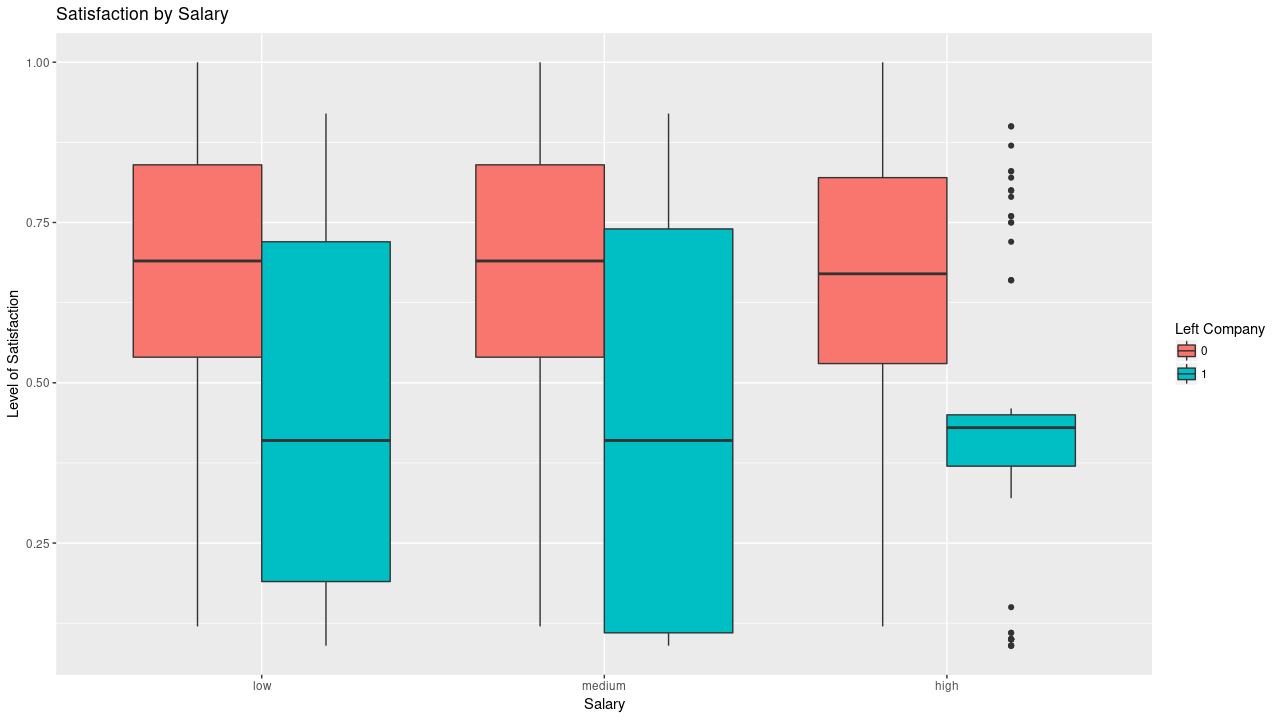 Satisfaction by Salary
Level of Satisfaction
1.00
0.75
0.50
0.25
low
medium
high
Salary
Left Company
0
1